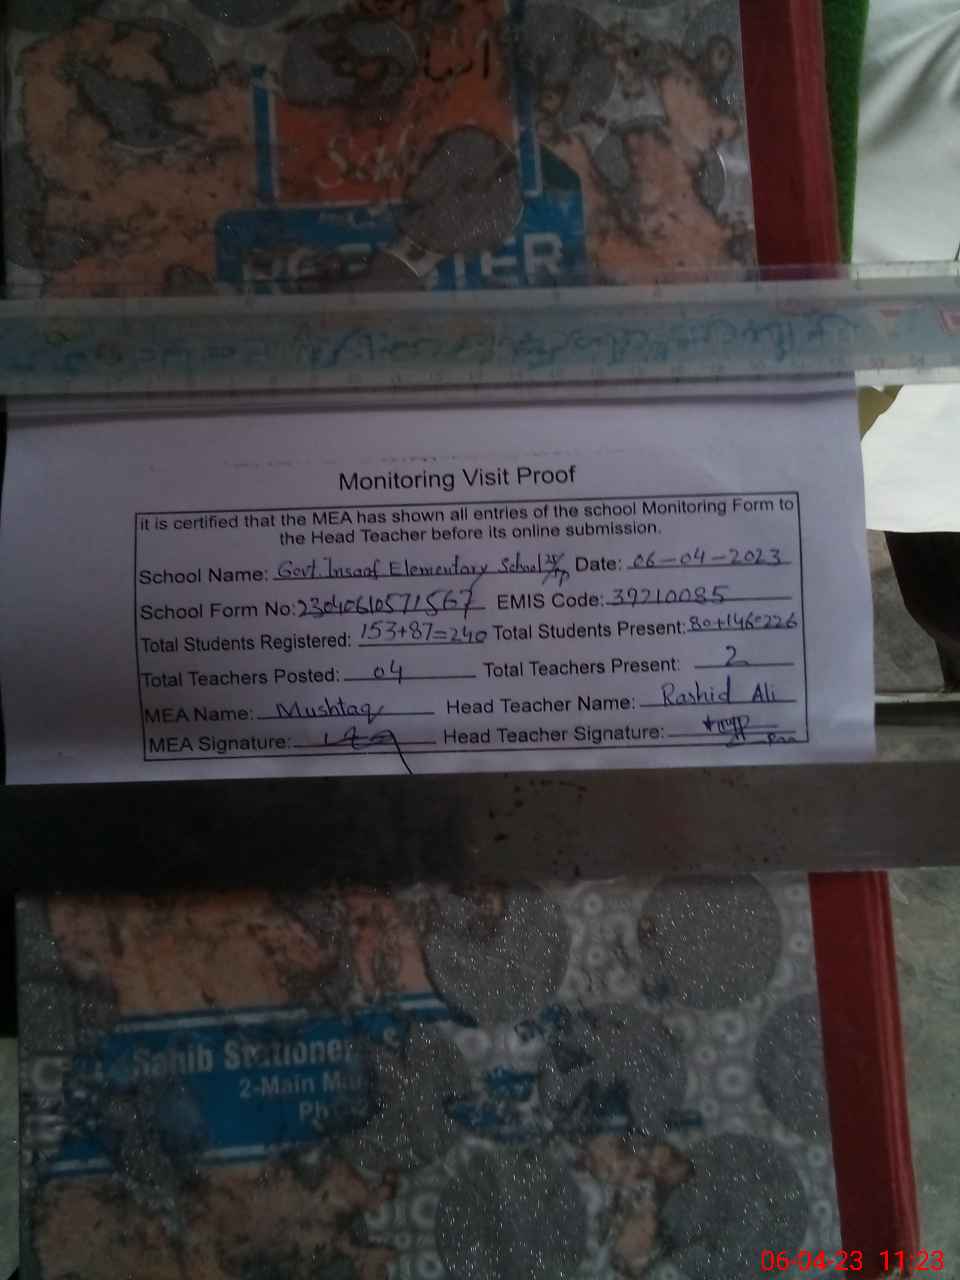 REGISTER
Monitoring Visit Proof
it is certified that the MEA has shown all entries of the school Monitoring Form to
the Head Teacher before its online submission.
School Name: Govt. Insaaf Elementary School Date: 06-04-2023
School Form No: 23040610571567 EMIS Code: 39210085
Total Students Registered: 153+87=240 Total Students Present: 80+146=226
Total Teachers Posted: 04 Total Teachers Present: 2
MEA Name: Mushtaq Head Teacher Name: Rashid Ali
MEA Signature: Head Teacher Signature:
Sahib Stationer
2-Main
06-04-23 11:23